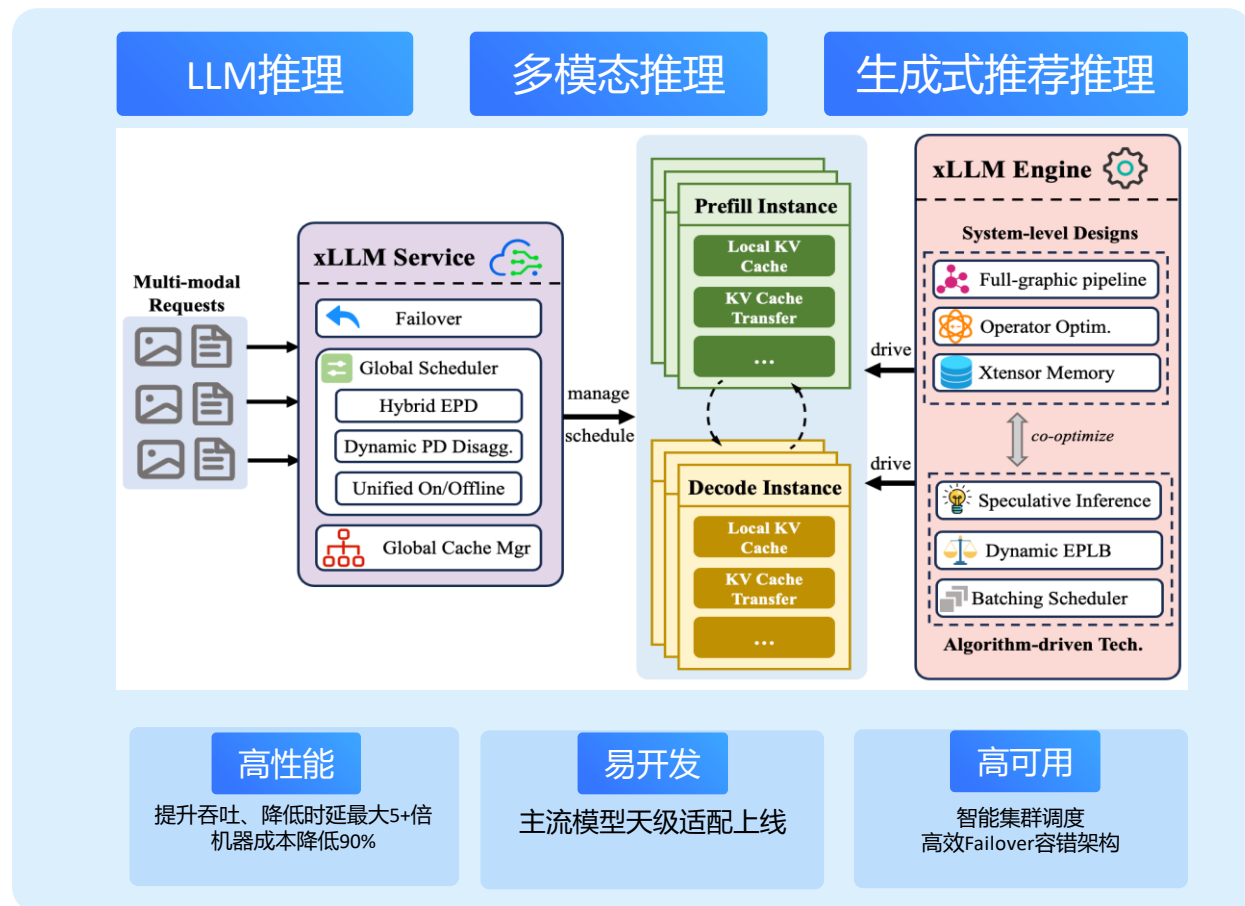 LLM推理
多模态推理
生成式推荐推理
Multi-modal
Requests
xLLM Service
Failover
Global Scheduler
Hybrid EPD
Dynamic PD Disagg.
Unified On/Offline
Global Cache Mgr
manage
schedule
Prefill Instance
Local KV
Cache
KV Cache
Transfer
...
Decode Instance
Local KV
Cache
KV Cache
Transfer
...
drive
drive
xLLM Engine
System-level Designs
Full-graphic pipeline
Operator Optim.
Xtensor Memory
co-optimize
Speculative Inference
Dynamic EPLB
Batching Scheduler
Algorithm-driven Tech.
高性能
提升吞吐、降低时延最大5+倍
机器成本降低90%
易开发
主流模型天级适配上线
高可用
智能集群调度
高效Failover容错架构